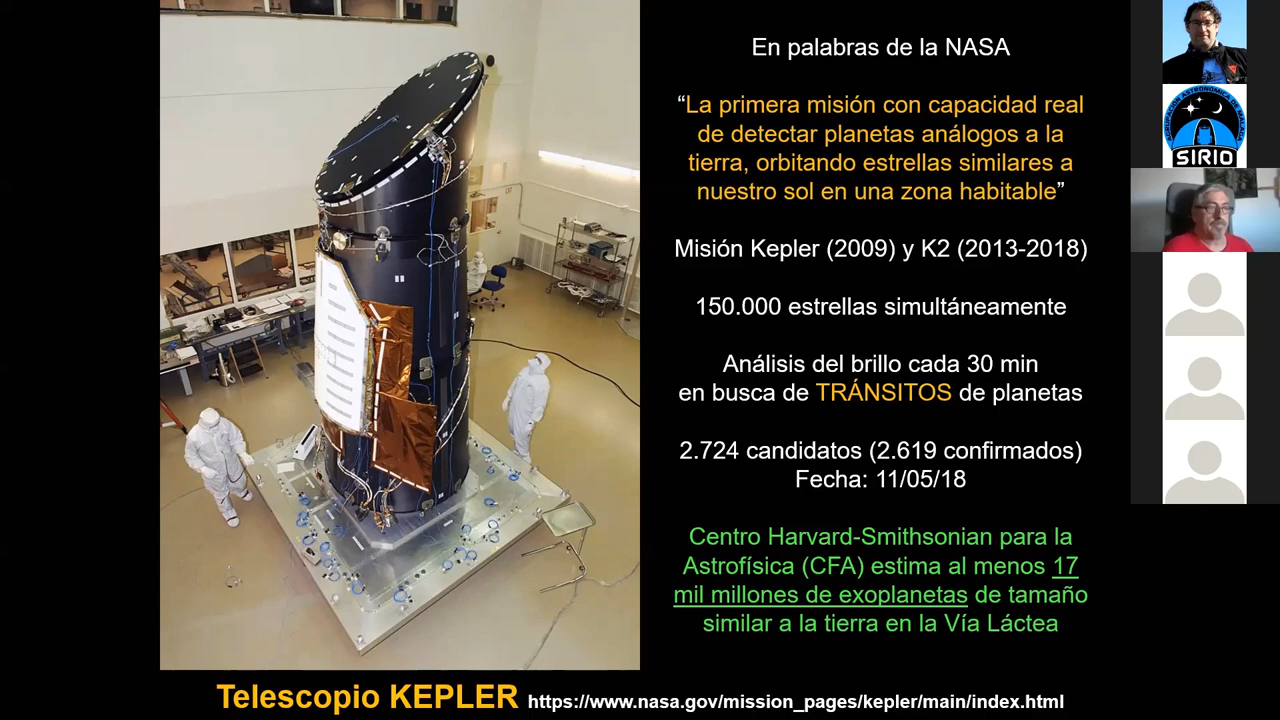 En palabras de la NASA
“La primera misión con capacidad real
de detectar planetas análogos a la
tierra, orbitando estrellas similares a
nuestro sol en una zona habitable”
Misión Kepler (2009) y K2 (2013-2018)
150.000 estrellas simultáneamente
Análisis del brillo cada 30 min
en busca de TRÁNSITOS de planetas
2.724 candidatos (2.619 confirmados)
Fecha: 11/05/18
Centro Harvard-Smithsonian para la
Astrofísica (CFA) estima al menos 17
mil millones de exoplanetas de tamaño
similar a la tierra en la Vía Láctea
Telescopio KEPLER https://www.nasa.gov/mission_pages/kepler/main/index.html
AGRUPACIÓN ASTRONÓMICA DE MÁLAGA
SIRIO